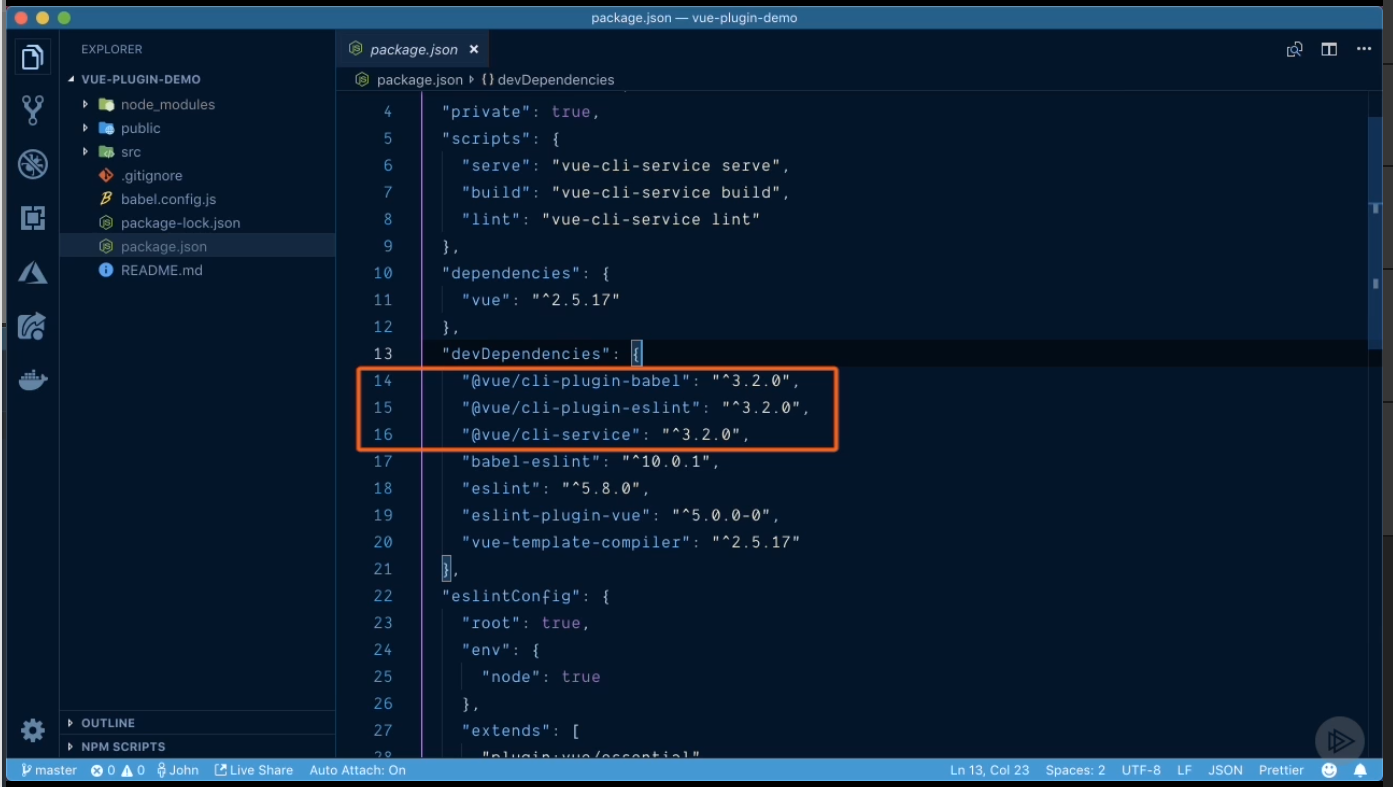 package.json — vue-plugin-demo
EXPLORER
VUE-PLUGIN-DEMO
node_modules
public
src
.gitignore
babel.config.js
package-lock.json
package.json
README.md
OUTLINE
NPM SCRIPTS
package.json
package.json {} devDependencies
4 "private": true,
5 "scripts": {
6 "serve": "vue-cli-service serve",
7 "build": "vue-cli-service build",
8 "lint": "vue-cli-service lint"
9 },
10 "dependencies": {
11 "vue": "^2.5.17"
12 },
13 "devDependencies": {
14 "@vue/cli-plugin-babel": "^3.2.0",
15 "@vue/cli-plugin-eslint": "^3.2.0",
16 "@vue/cli-service": "^3.2.0",
17 "babel-eslint": "^10.0.1",
18 "eslint": "^5.8.0",
19 "eslint-plugin-vue": "^5.0.0-0",
20 "vue-template-compiler": "^2.5.17"
21 },
22 "eslintConfig": {
23 "root": true,
24 "env": {
25 "node": true
26 },
27 "extends": [
28 "plugin:vue/essential"
master 0 0 John Live Share Auto Attach: On Ln 13, Col 23 Spaces: 2 UTF-8 LF JSON Prettier